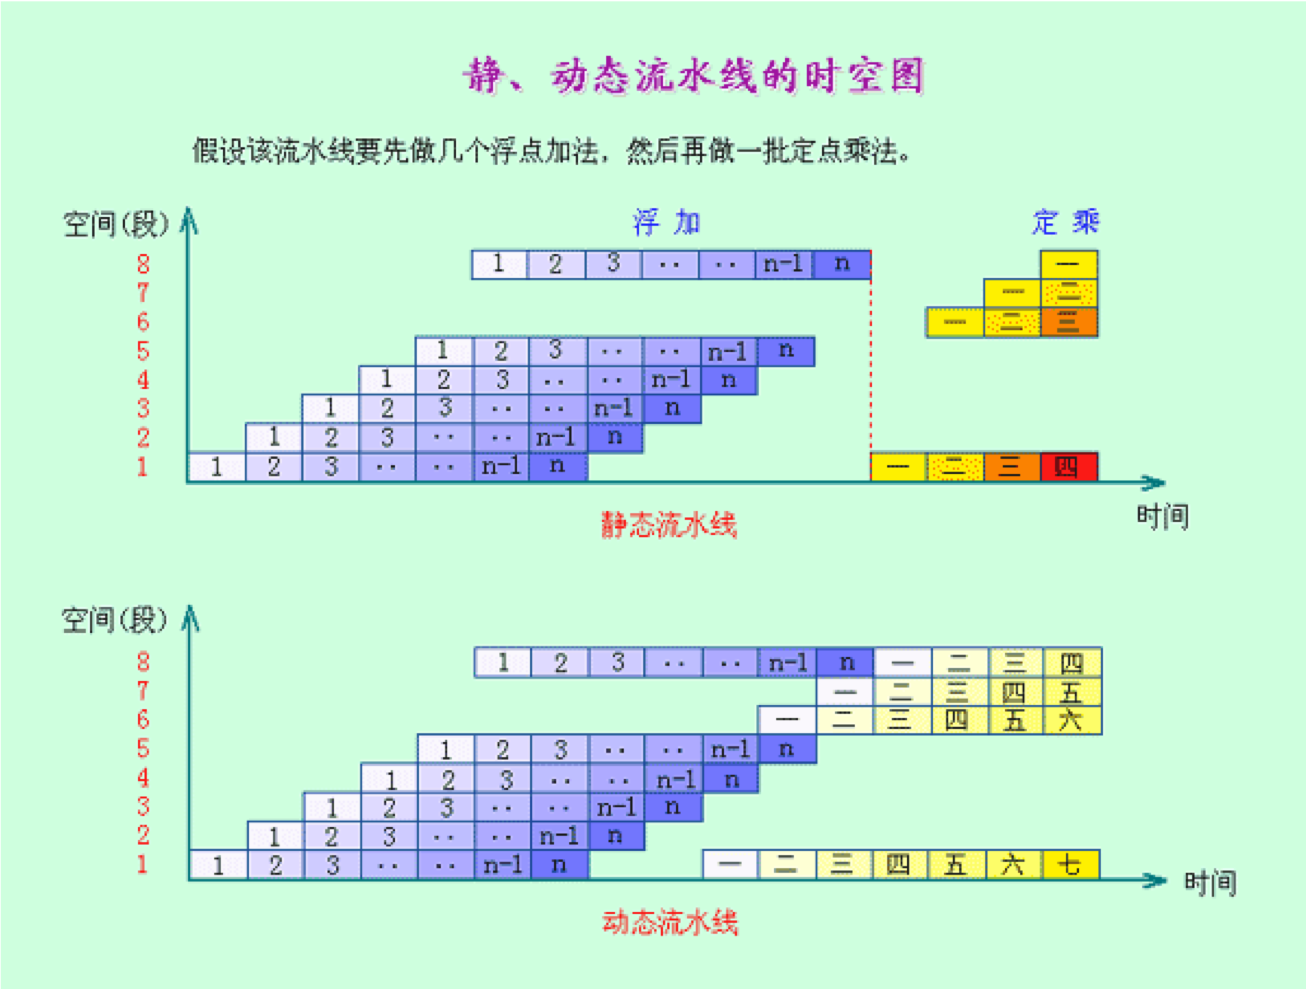 静、动态流水线的时空图
假设该流水线要先做几个浮点加法，然后再做一批定点乘法。
空间(段) 浮 加 定 乘
8 1 2 3 ·· ·· n-1 n 一
7 一 二
6 一 二 三
5 1 2 3 ·· ·· n-1 n
4 1 2 3 ·· ·· n-1 n
3 1 2 3 ·· ·· n-1 n
2 1 2 3 ·· ·· n-1 n
1 1 2 3 ·· ·· n-1 n 一 二 三 四
时间
静态流水线
空间(段)
8 1 2 3 ·· ·· n-1 n 一 二 三 四
7 一 二 三 四 五
6 一 二 三 四 五 六
5 1 2 3 ·· ·· n-1 n
4 1 2 3 ·· ·· n-1 n
3 1 2 3 ·· ·· n-1 n
2 1 2 3 ·· ·· n-1 n
1 1 2 3 ·· ·· n-1 n 一 二 三 四 五 六 七
时间
动态流水线